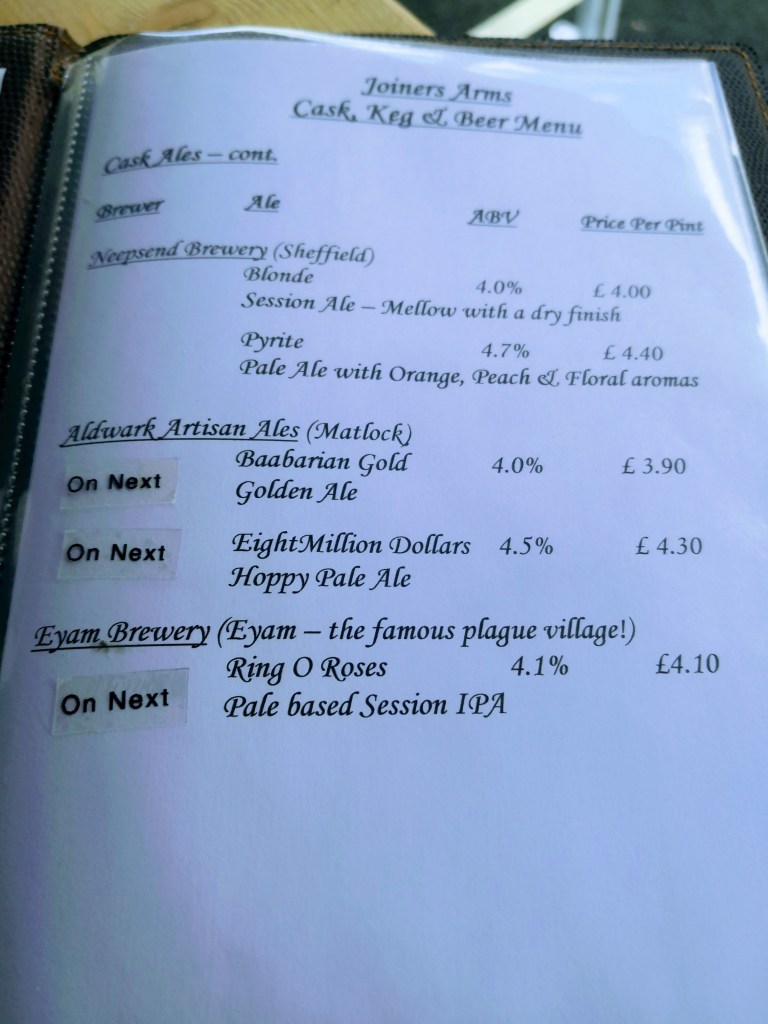 Joiners Arms
Cask, Keg & Beer Menu
Cask Ales – cont.
Brewer Ale ABV Price Per Pint
Neepsend Brewery (Sheffield)
Blonde 4.0% £ 4.00
Session Ale – Mellow with a dry finish
Pyrite 4.7% £ 4.40
Pale Ale with Orange, Peach & Floral aromas
Aldwark Artisan Ales (Matlock)
Baabarian Gold 4.0% £ 3.90
On Next Golden Ale
On Next EightMillion Dollars 4.5% £ 4.30
Hoppy Pale Ale
Eyam Brewery (Eyam – the famous plague village!)
Ring O Roses 4.1% £4.10
On Next Pale based Session IPA